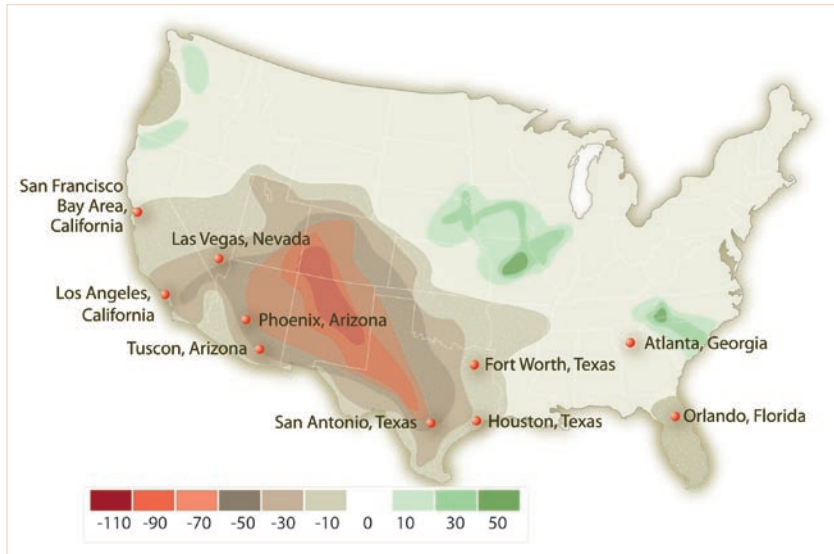 San Francisco
Bay Area,
California
Las Vegas, Nevada
Los Angeles,
California
Phoenix, Arizona
Tuscon, Arizona
Atlanta, Georgia
Fort Worth, Texas
San Antonio, Texas
Houston, Texas
Orlando, Florida
-110 -90 -70 -50 -30 -10 0 10 30 50